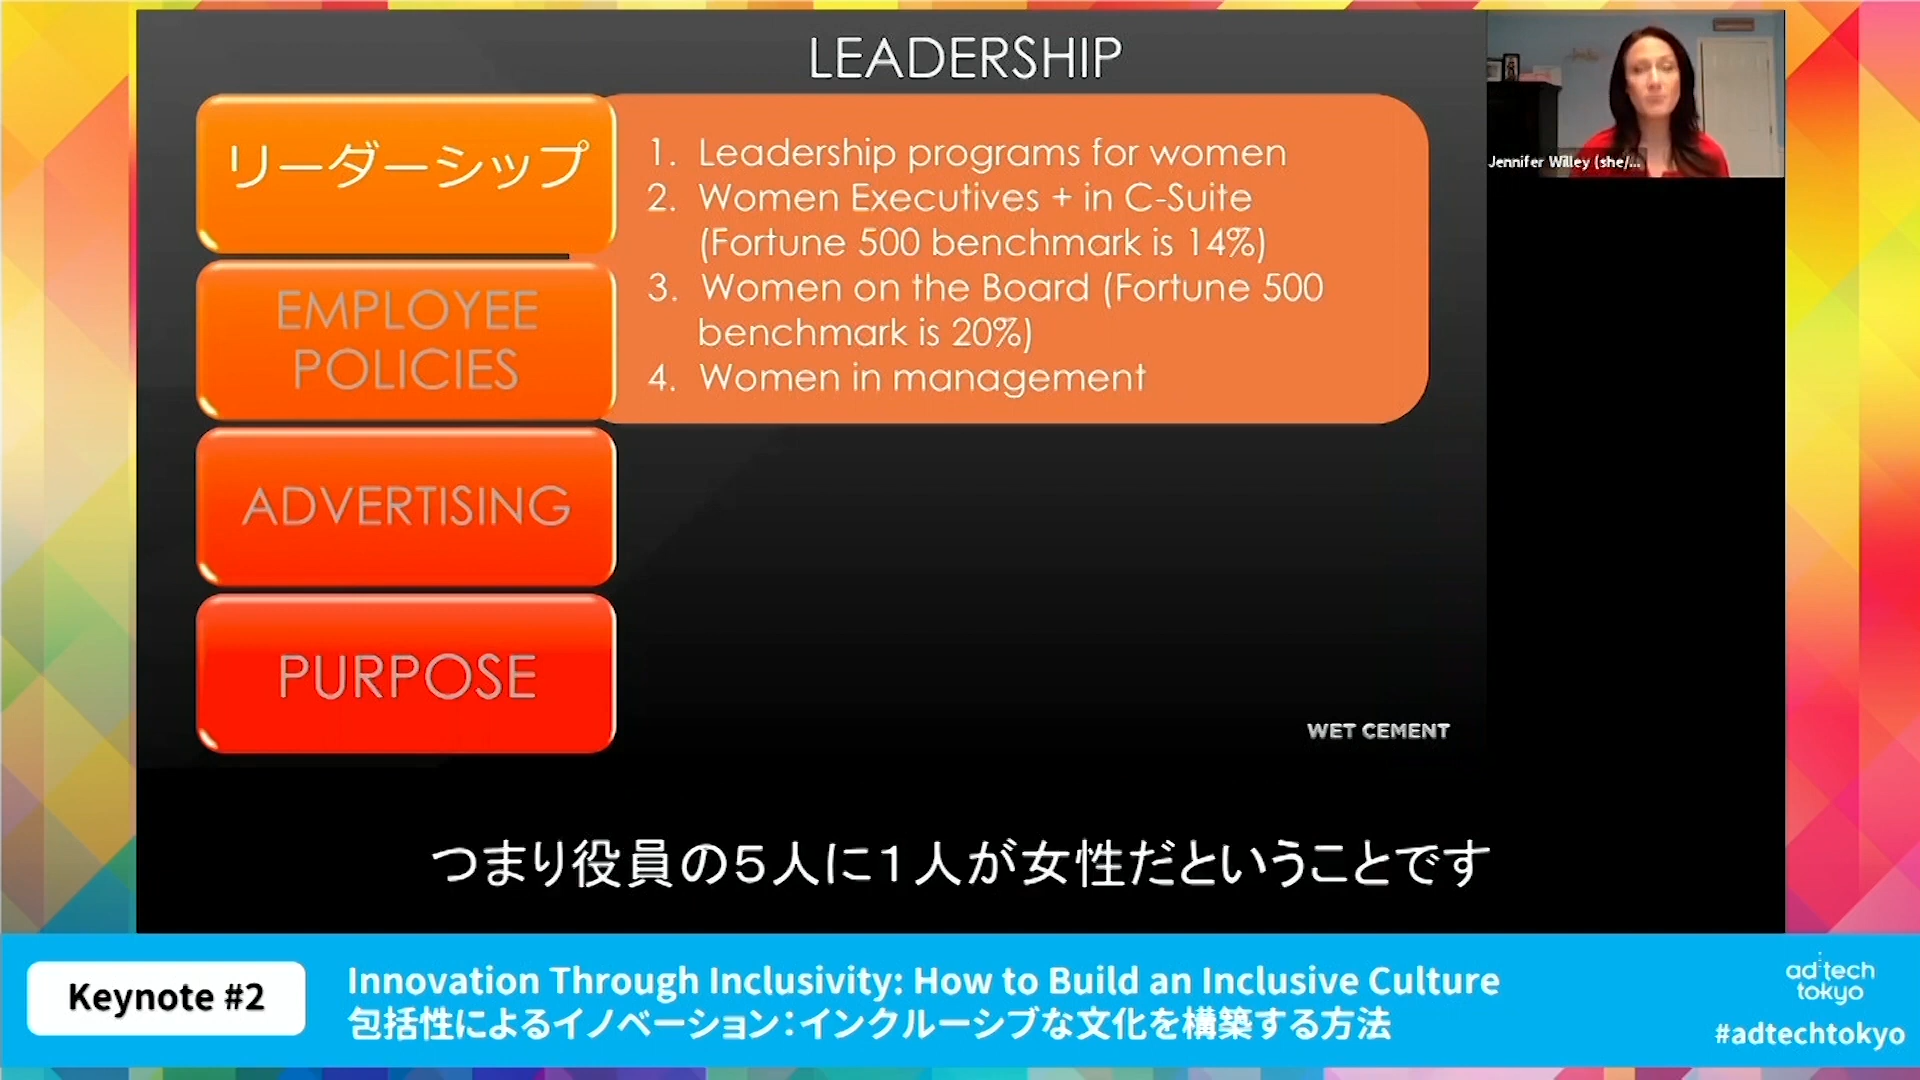 LEADERSHIP
リーダーシップ
1. Leadership programs for women
2. Women Executives + in C-Suite
(Fortune 500 benchmark is 14%)
3. Women on the Board (Fortune 500
benchmark is 20%)
4. Women in management
EMPLOYEE
POLICIES
ADVERTISING
PURPOSE
WET CEMENT
Jennifer Willey (she/...
つまり役員の5人に1人が女性だということです
Keynote #2
Innovation Through Inclusivity: How to Build an Inclusive Culture
包括性によるイノベーション:インクルーシブな文化を構築する方法
ad:tech
tokyo
#adtechtokyo